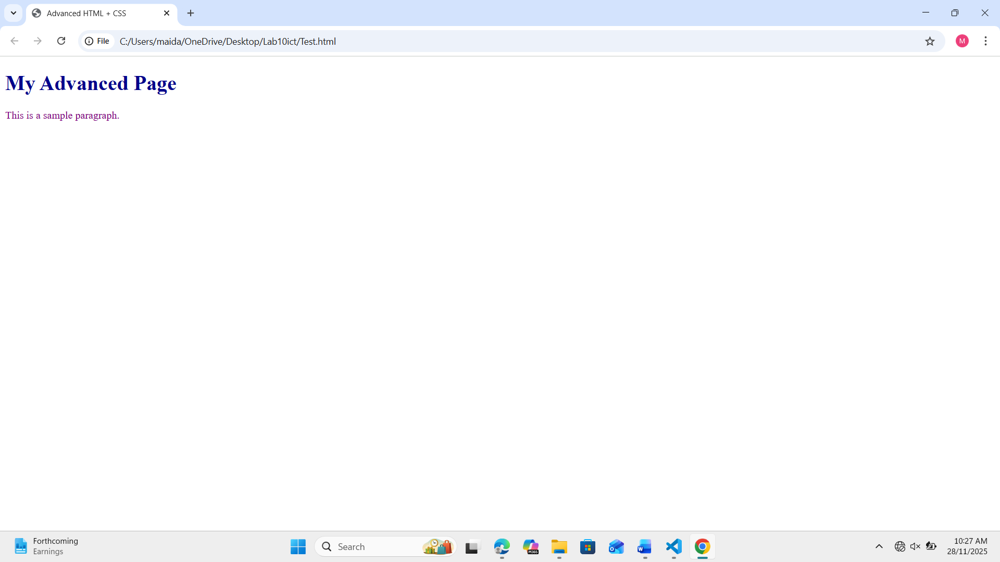 Advanced HTML + CSS
File
C:/Users/maida/OneDrive/Desktop/Lab10ict/Test.html
M
My Advanced Page
This is a sample paragraph.
Forthcoming
Earnings
Search
M365
O
W
10:27 AM
28/11/2025